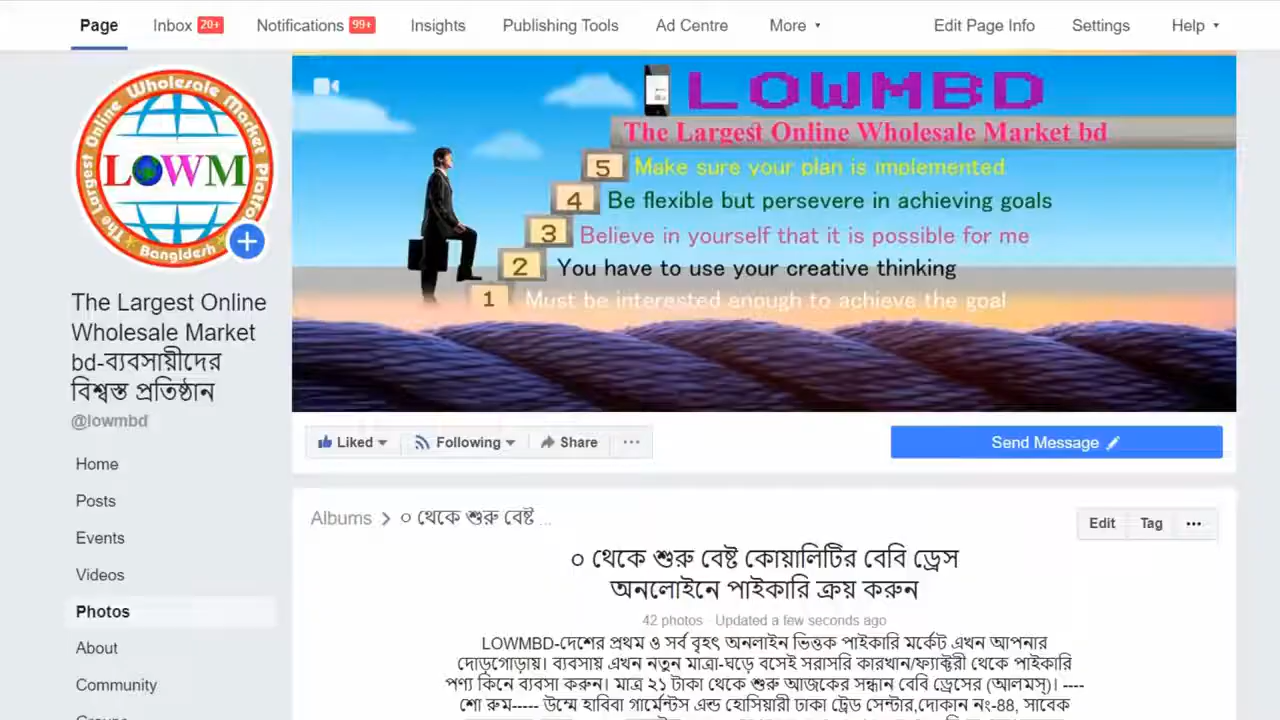 Page
Inbox 20+
Notifications 99+
Insights
Publishing Tools
Ad Centre
More
Edit Page Info
Settings
Help
The Largest Online Wholesale Market
LOWM
Bangldesh
The Largest Online
Wholesale Market
bd-ব্যবসায়ীদের
বিশ্বস্ত প্রতিষ্ঠান
@lowmbd
Home
Posts
Events
Videos
Photos
About
Community
LOWMBD
The Largest Online Wholesale Market bd
5 Make sure your plan is implemented
4 Be flexible but persevere in achieving goals
3 Believe in yourself that it is possible for me
2 You have to use your creative thinking
1 Must be interested enough to achieve the goal
Liked
Following
Share
Send Message
Albums > ০ থেকে শুরু বেষ্ট ...
Edit
Tag
০ থেকে শুরু বেষ্ট কোয়ালিটির বেবি ড্রেস
অনলোইনে পাইকারি ক্রয় করুন
42 photos · Updated a few seconds ago
LOWMBD-দেশের প্রথম ও সর্ব বৃহৎ অনলাইন ভিত্তক পাইকারি মর্কেট এখন আপনার
দোড়গোড়ায়। ব্যবসায় এখন নতুন মাত্রা-ঘড়ে বসেই সরাসরি কারখান/ফ্যাক্টরী থেকে পাইকারি
পণ্য কিনে ব্যবসা করুন। মাত্র ২১ টাকা থেকে শুরু আজকের সন্ধান বেবি ড্রেসের (আলমস্)। ----
শো রুম----- উম্মে হাবিবা গার্মেন্টস এন্ড হোসিয়ারী ঢাকা ট্রেড সেন্টার,দোকান নং-88, সাবেক